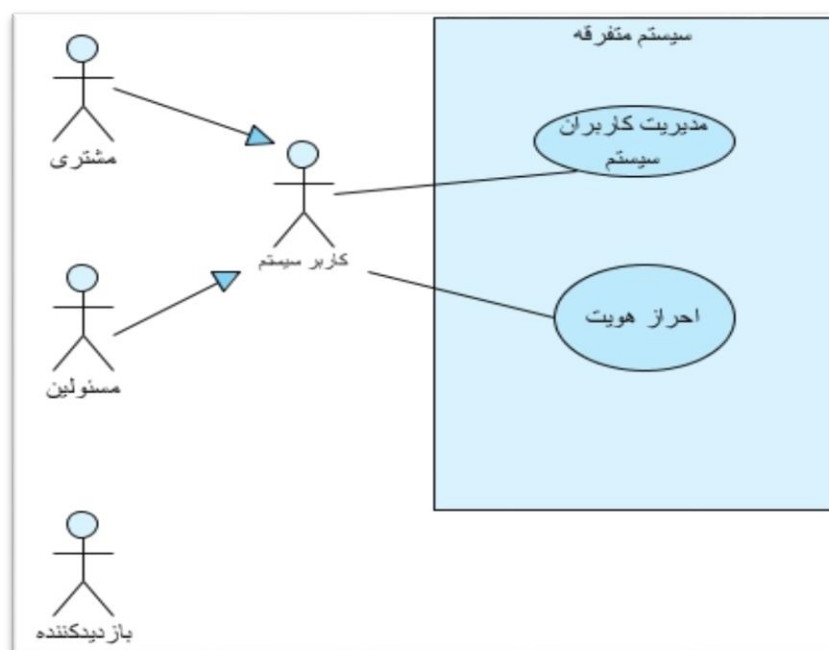 سیستم متفرقه
مدیریت کاربران
سیستم
مشتری
کاربر سیستم
احراز هویت
مسئولین
بازدیدکننده